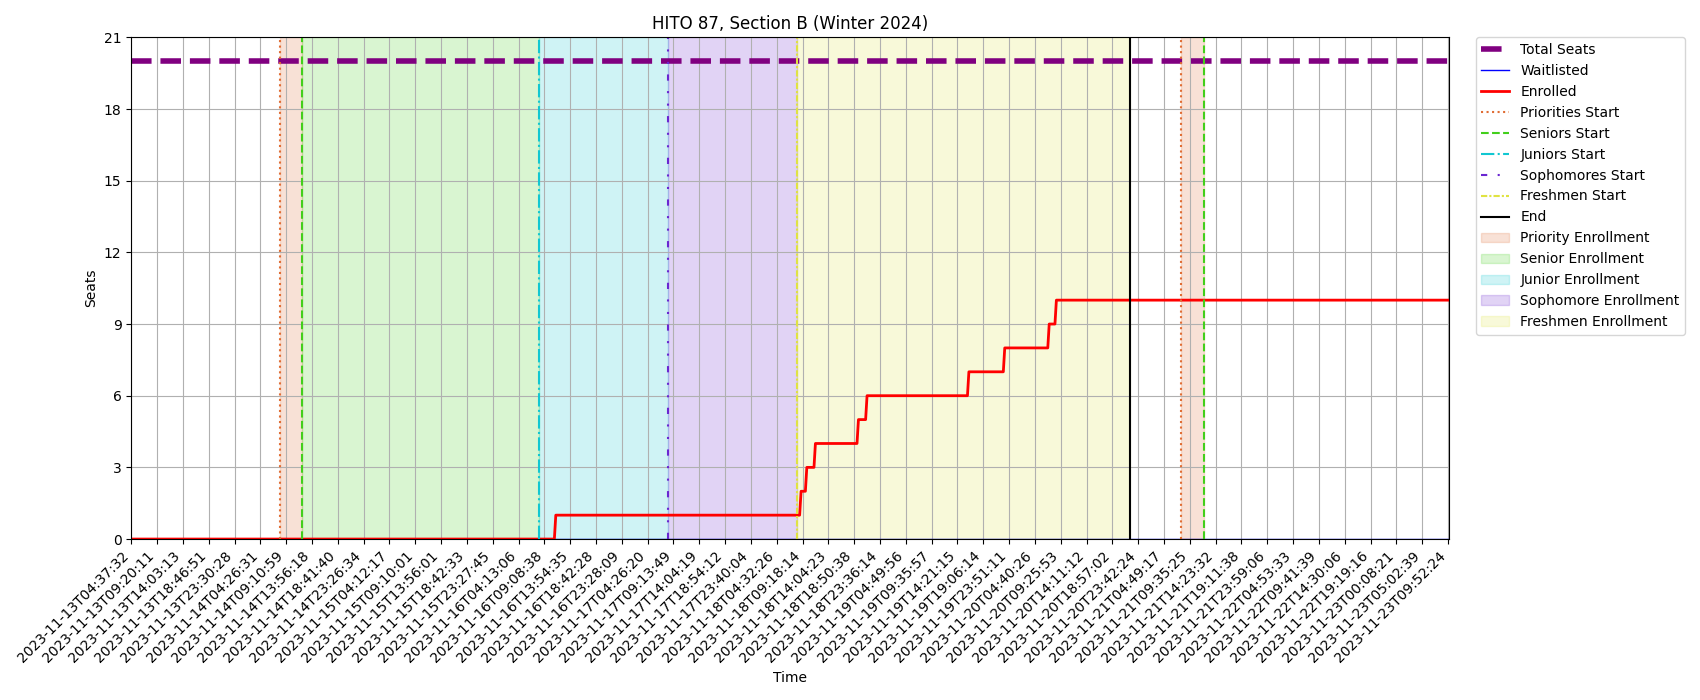 HITO 87, Section B (Winter 2024)
21
18
15
12
9
6
3
0
Seats
2023-11-13T04:37:32
2023-11-13T09:20:11
2023-11-13T14:03:13
2023-11-13T18:46:51
2023-11-13T23:30:28
2023-11-14T04:26:31
2023-11-14T09:10:59
2023-11-14T13:56:18
2023-11-14T18:41:40
2023-11-14T23:26:34
2023-11-15T04:12:17
2023-11-15T09:10:01
2023-11-15T13:56:01
2023-11-15T18:42:33
2023-11-15T23:27:45
2023-11-16T04:13:06
2023-11-16T09:08:38
2023-11-16T13:54:35
2023-11-16T18:42:28
2023-11-16T23:28:09
2023-11-17T04:26:20
2023-11-17T09:13:49
2023-11-17T14:04:19
2023-11-17T18:54:12
2023-11-17T23:40:04
2023-11-18T04:32:26
2023-11-18T09:18:14
2023-11-18T14:04:23
2023-11-18T18:50:38
2023-11-18T23:36:14
2023-11-19T04:49:56
2023-11-19T09:35:57
2023-11-19T14:21:15
2023-11-19T19:06:14
2023-11-19T23:51:11
2023-11-20T04:40:26
2023-11-20T09:25:53
2023-11-20T14:11:12
2023-11-20T18:57:02
2023-11-20T23:42:24
2023-11-21T04:49:17
2023-11-21T09:35:25
2023-11-21T14:23:32
2023-11-21T19:11:38
2023-11-21T23:59:06
2023-11-22T04:53:33
2023-11-22T09:41:39
2023-11-22T14:30:06
2023-11-22T19:19:16
2023-11-23T00:08:21
2023-11-23T05:02:39
2023-11-23T09:52:24
Time
Total Seats
Waitlisted
Enrolled
Priorities Start
Seniors Start
Juniors Start
Sophomores Start
Freshmen Start
End
Priority Enrollment
Senior Enrollment
Junior Enrollment
Sophomore Enrollment
Freshmen Enrollment